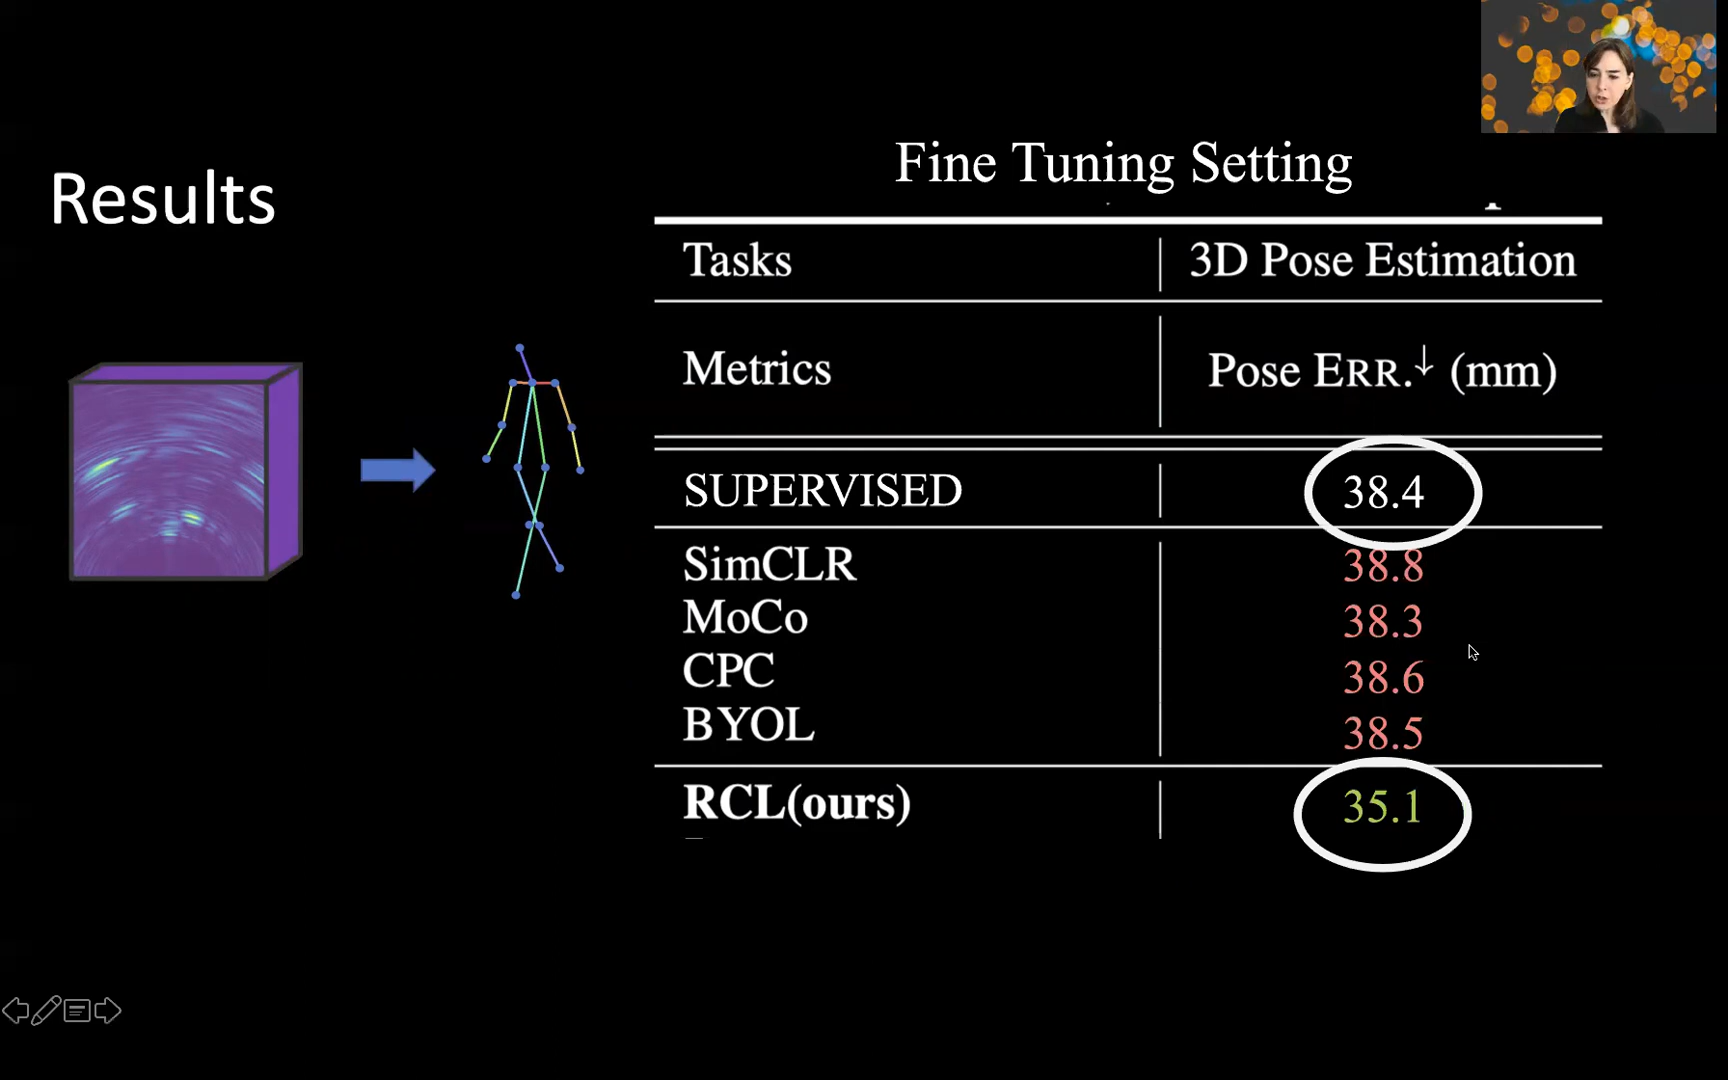 Fine Tuning Setting
Results
Tasks 3D Pose Estimation
Metrics Pose ERR.↓ (mm)
SUPERVISED 38.4
SimCLR 38.8
MoCo 38.3
CPC 38.6
BYOL 38.5
RCL(ours) 35.1